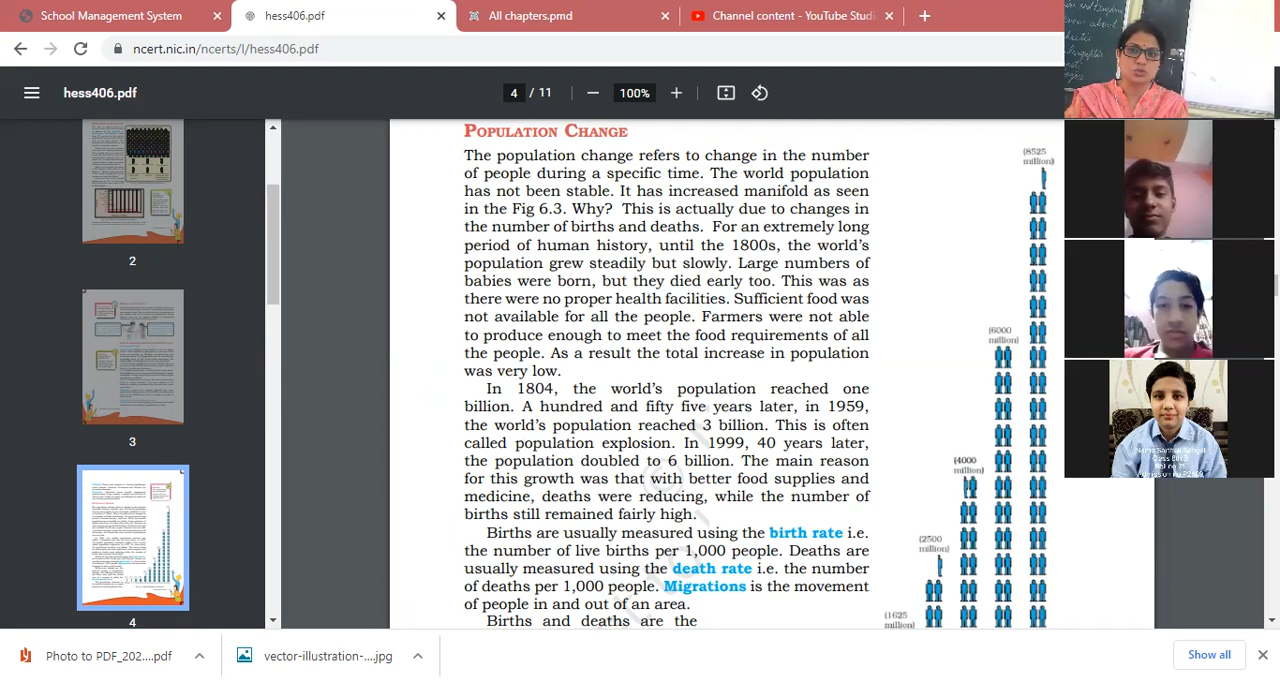 School Management System
hess406.pdf
All chapters.pmd
Channel content - YouTube Studi
ncert.nic.in/ncerts/l/hess406.pdf
hess406.pdf
4 / 11
100%
2
3
4
POPULATION CHANGE
The population change refers to change in the number
of people during a specific time. The world population
has not been stable. It has increased manifold as seen
in the Fig 6.3. Why? This is actually due to changes in
the number of births and deaths. For an extremely long
period of human history, until the 1800s, the world's
population grew steadily but slowly. Large numbers of
babies were born, but they died early too. This was as
there were no proper health facilities. Sufficient food was
not available for all the people. Farmers were not able
to produce enough to meet the food requirements of all
the people. As a result the total increase in population
was very low.
In 1804, the world's population reached one
billion. A hundred and fifty five years later, in 1959,
the world's population reached 3 billion. This is often
called population explosion. In 1999, 40 years later,
the population doubled to 6 billion. The main reason
for this growth was that with better food supplies and
medicine, deaths were reducing, while the number of
births still remained fairly high.
Births are usually measured using the birth rate i.e.
the number of live births per 1,000 people. Deaths are
usually measured using the death rate i.e. the number
of deaths per 1,000 people. Migrations is the movement
of people in and out of an area.
Births and deaths are the
(8525
million)
(6000
million)
(4000
million)
(2500
million)
(1625
million)
Photo to PDF_202....pdf
vector-illustration-....jpg
Show all